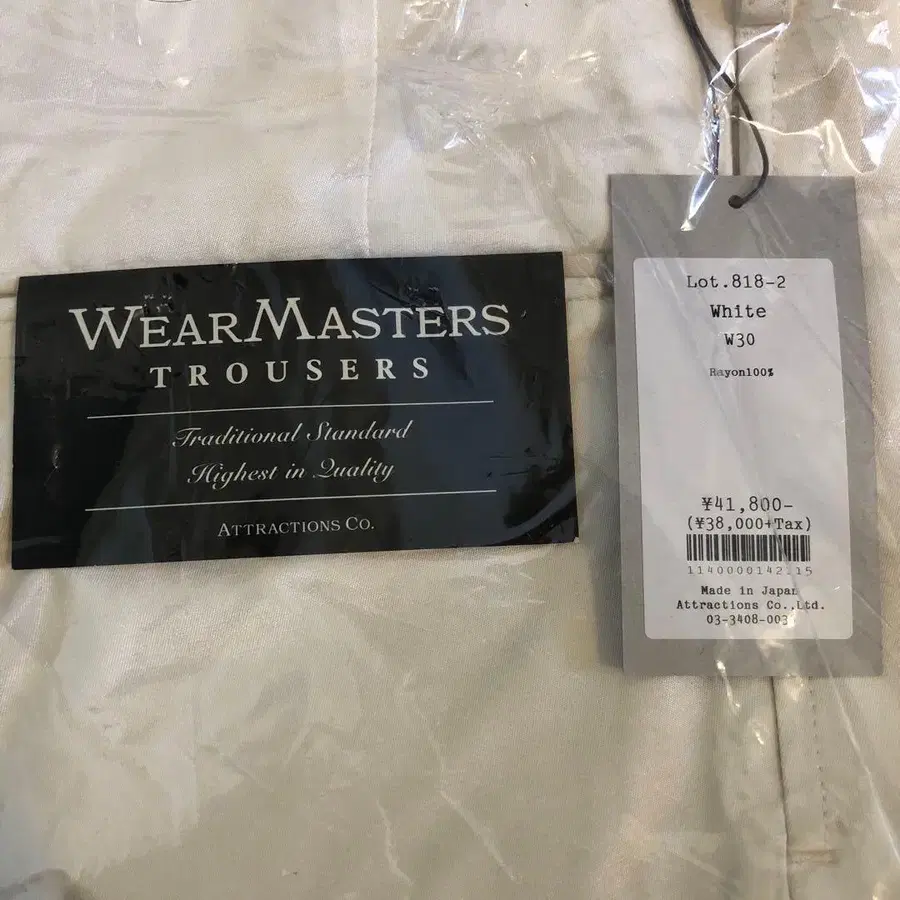 WEARMASTERS
TROUSERS
Traditional Standard
Highest in Quality
ATTRACTIONS CO.
Lot.818-2
White
W30
Rayon100%
¥41,800-
(¥38,000+Tax)
Made in Japan
Attractions Co.,Ltd.